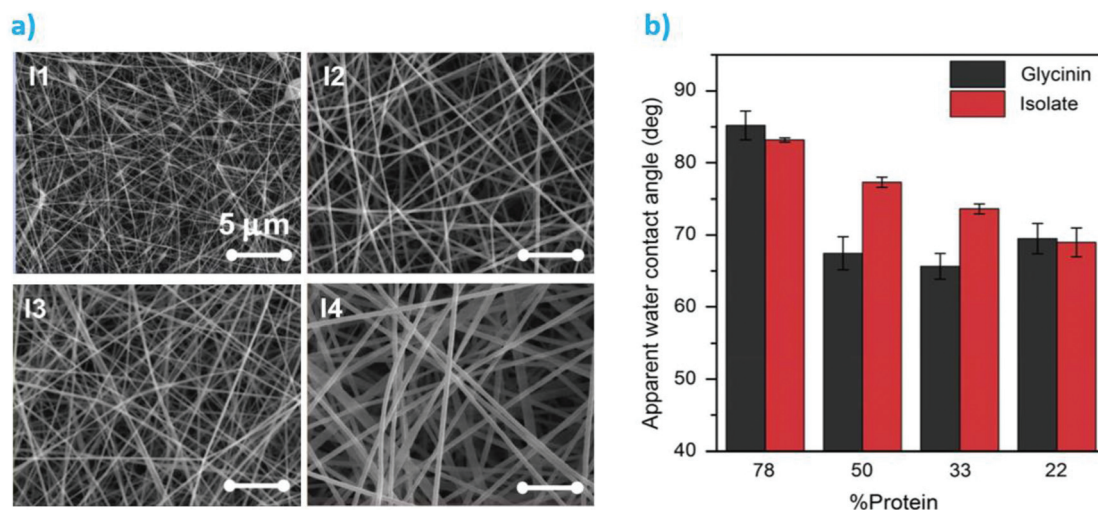 a)
I1
I2
5 μm
I3
I4
b)
Glycinin
Isolate
Apparent water contact angle (deg)
90
80
70
60
50
40
78 50 33 22
%Protein